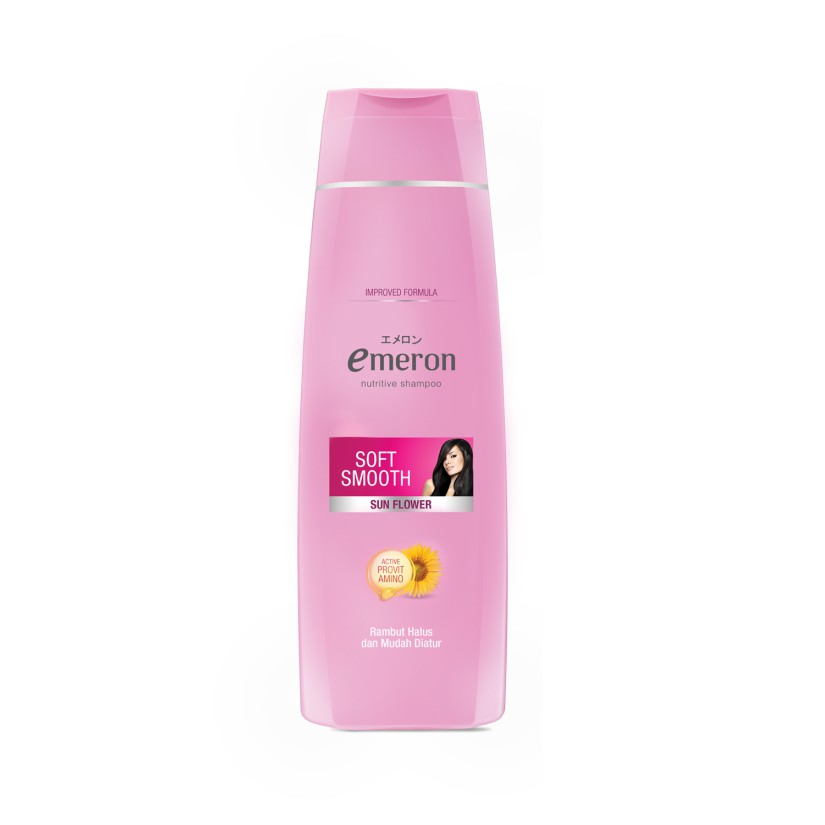 IMPROVED FORMULA
エメロン
emeron
nutritive shampoo
SOFT
SMOOTH
SUN FLOWER
ACTIVE
PROVIT
AMINO
Rambut Halus
dan Mudah Diatur